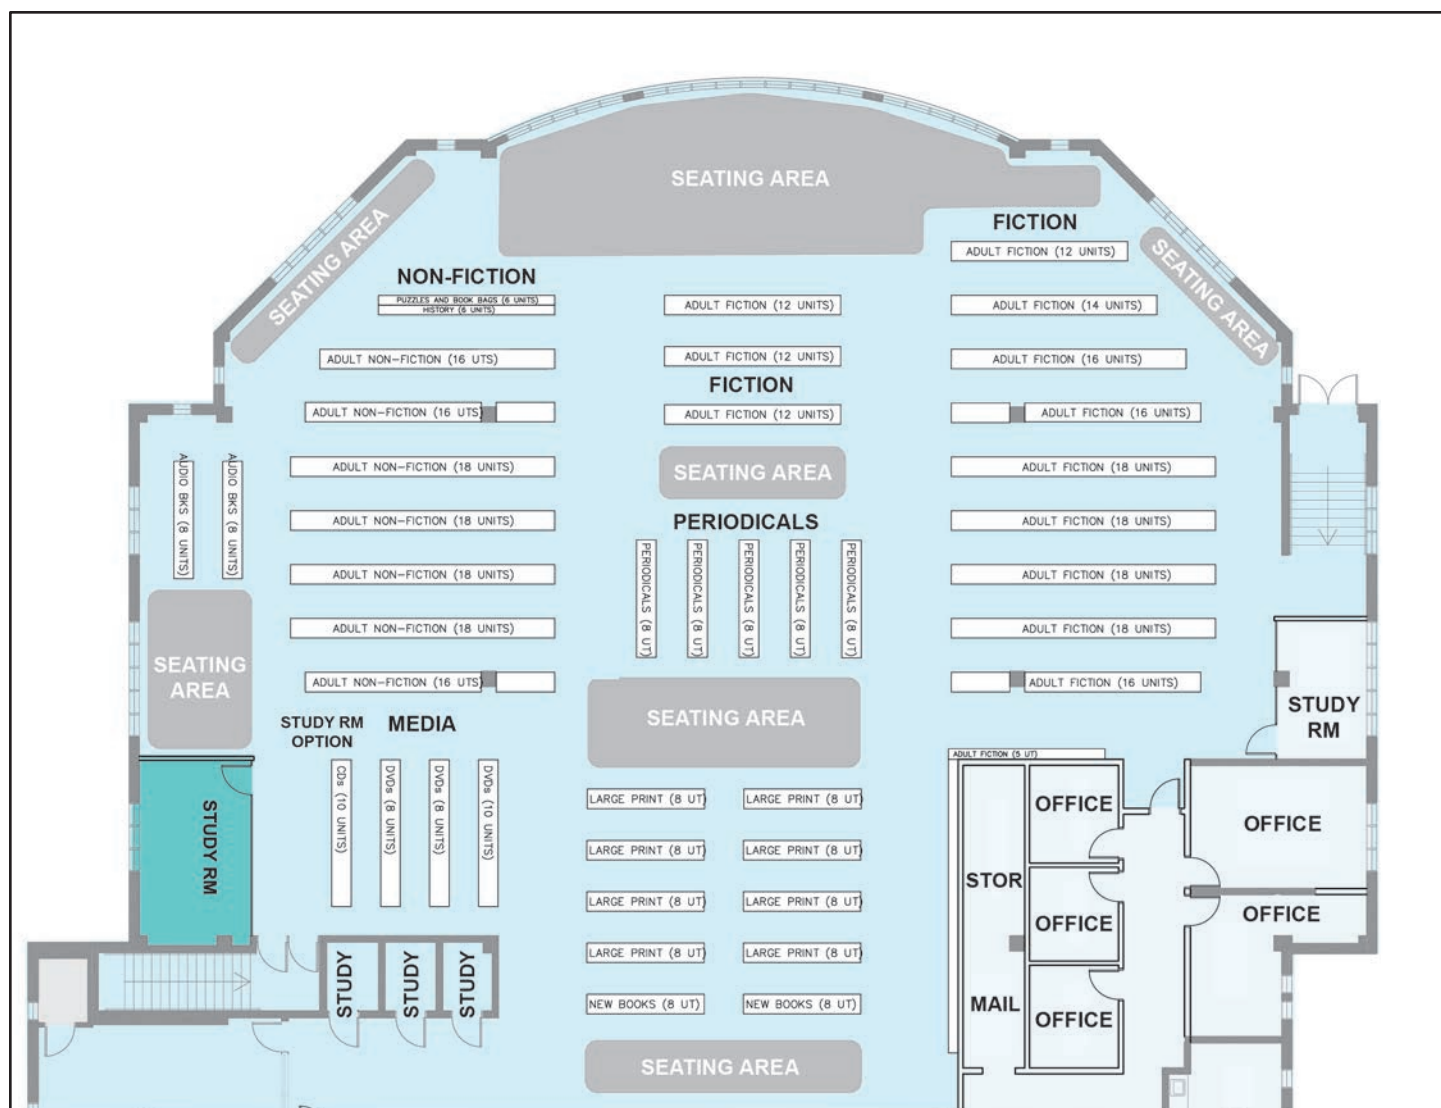 SEATING AREA
SEATING AREA
FICTION
SEATING AREA
ADULT FICTION (12 UNITS)
NON-FICTION
PUZZLES AND BOOK BAGS (6 UNITS)
HISTORY (6 UNITS)
ADULT FICTION (12 UNITS)
ADULT FICTION (14 UNITS)
ADULT NON-FICTION (16 UTS)
ADULT FICTION (12 UNITS)
ADULT FICTION (16 UNITS)
FICTION
ADULT NON-FICTION (16 UTS)
ADULT FICTION (12 UNITS)
ADULT FICTION (16 UNITS)
AUDIO BKS (8 UNITS)
AUDIO BKS (8 UNITS)
ADULT NON-FICTION (18 UNITS)
SEATING AREA
ADULT FICTION (18 UNITS)
ADULT NON-FICTION (18 UNITS)
PERIODICALS
ADULT FICTION (18 UNITS)
PERIODICALS (8 UT)
PERIODICALS (8 UT)
PERIODICALS (8 UT)
PERIODICALS (8 UT)
PERIODICALS (8 UT)
ADULT NON-FICTION (18 UNITS)
ADULT FICTION (18 UNITS)
ADULT NON-FICTION (18 UNITS)
ADULT FICTION (18 UNITS)
SEATING
AREA
ADULT NON-FICTION (16 UTS)
ADULT FICTION (16 UNITS)
STUDY
RM
STUDY RM
OPTION
MEDIA
SEATING AREA
ADULT FICTION (5 UT)
STUDY RM
CDs (10 UNITS)
DVDs (8 UNITS)
DVDs (8 UNITS)
DVDs (10 UNITS)
LARGE PRINT (8 UT)
LARGE PRINT (8 UT)
OFFICE
OFFICE
LARGE PRINT (8 UT)
LARGE PRINT (8 UT)
STOR
LARGE PRINT (8 UT)
LARGE PRINT (8 UT)
OFFICE
OFFICE
LARGE PRINT (8 UT)
LARGE PRINT (8 UT)
STUDY
STUDY
STUDY
NEW BOOKS (8 UT)
NEW BOOKS (8 UT)
MAIL
OFFICE
SEATING AREA